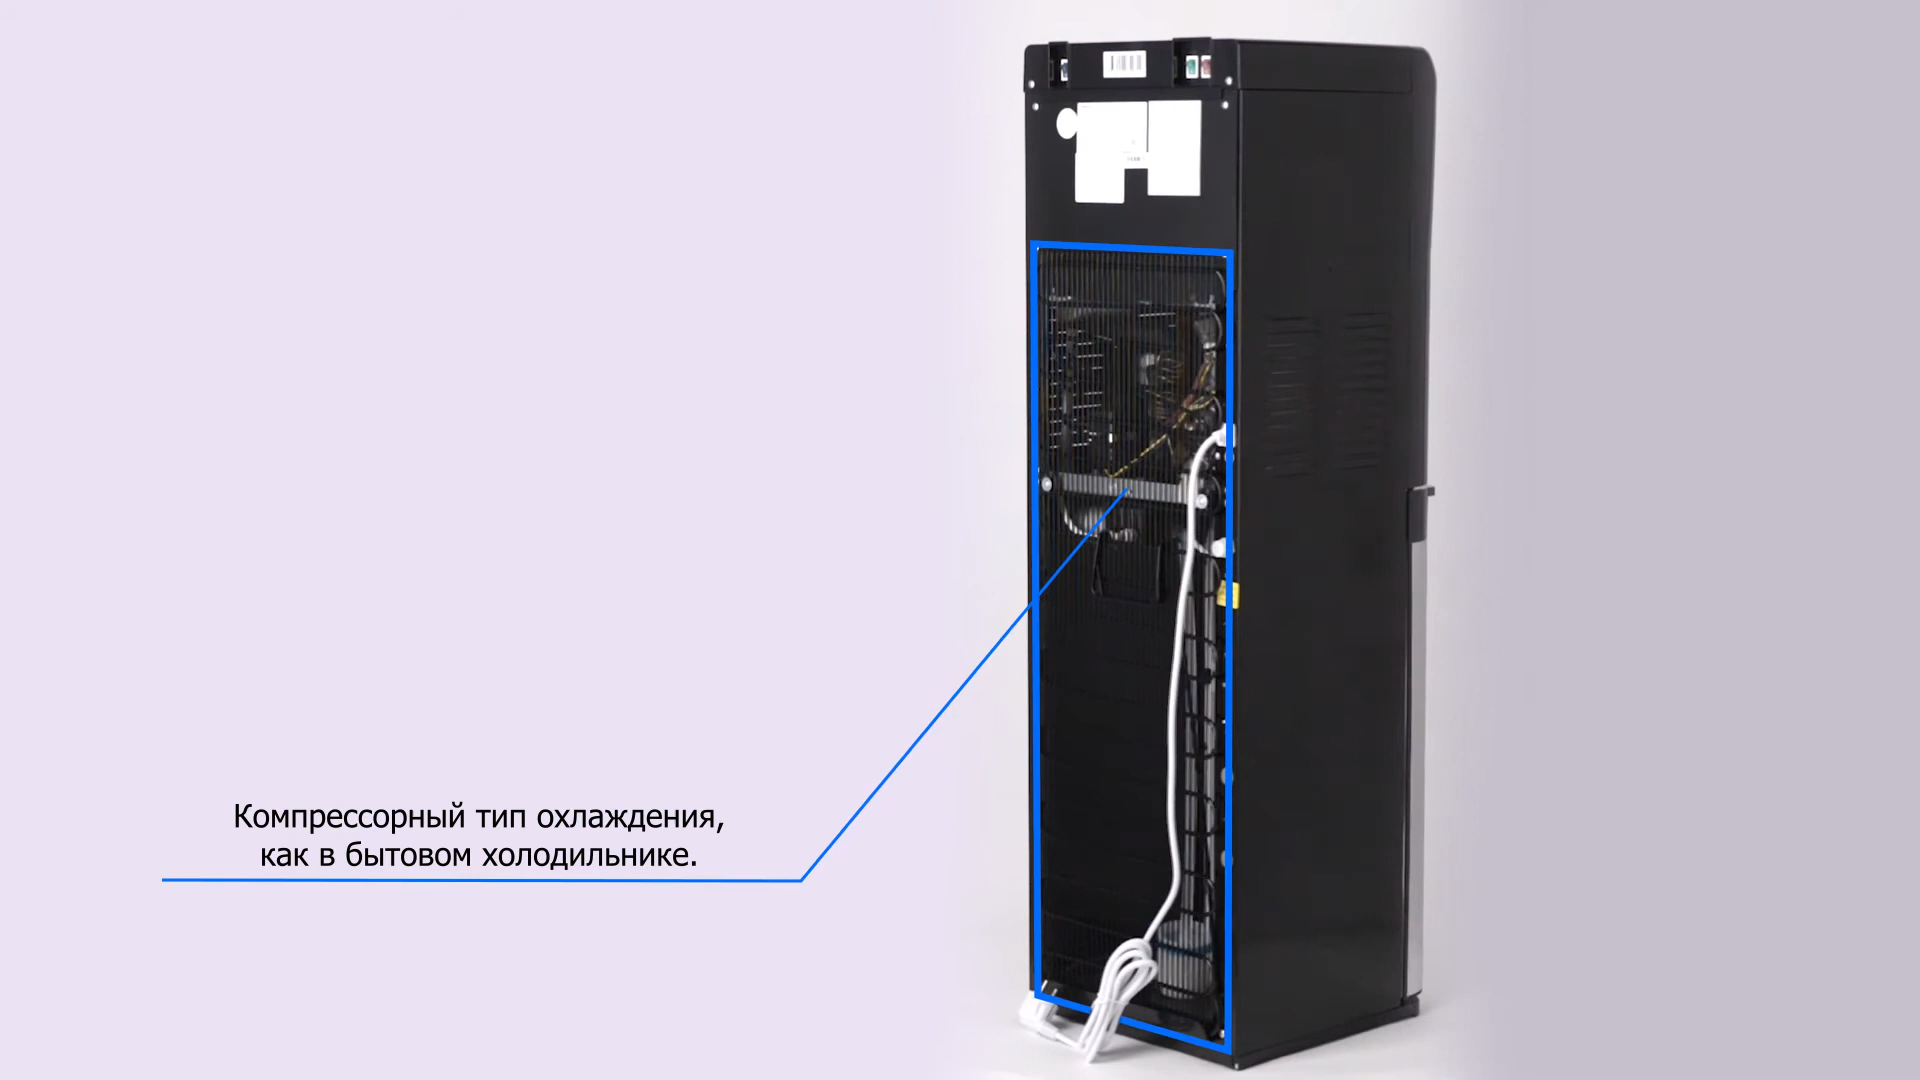 Компрессорный тип охлаждения,
как в бытовом холодильнике.